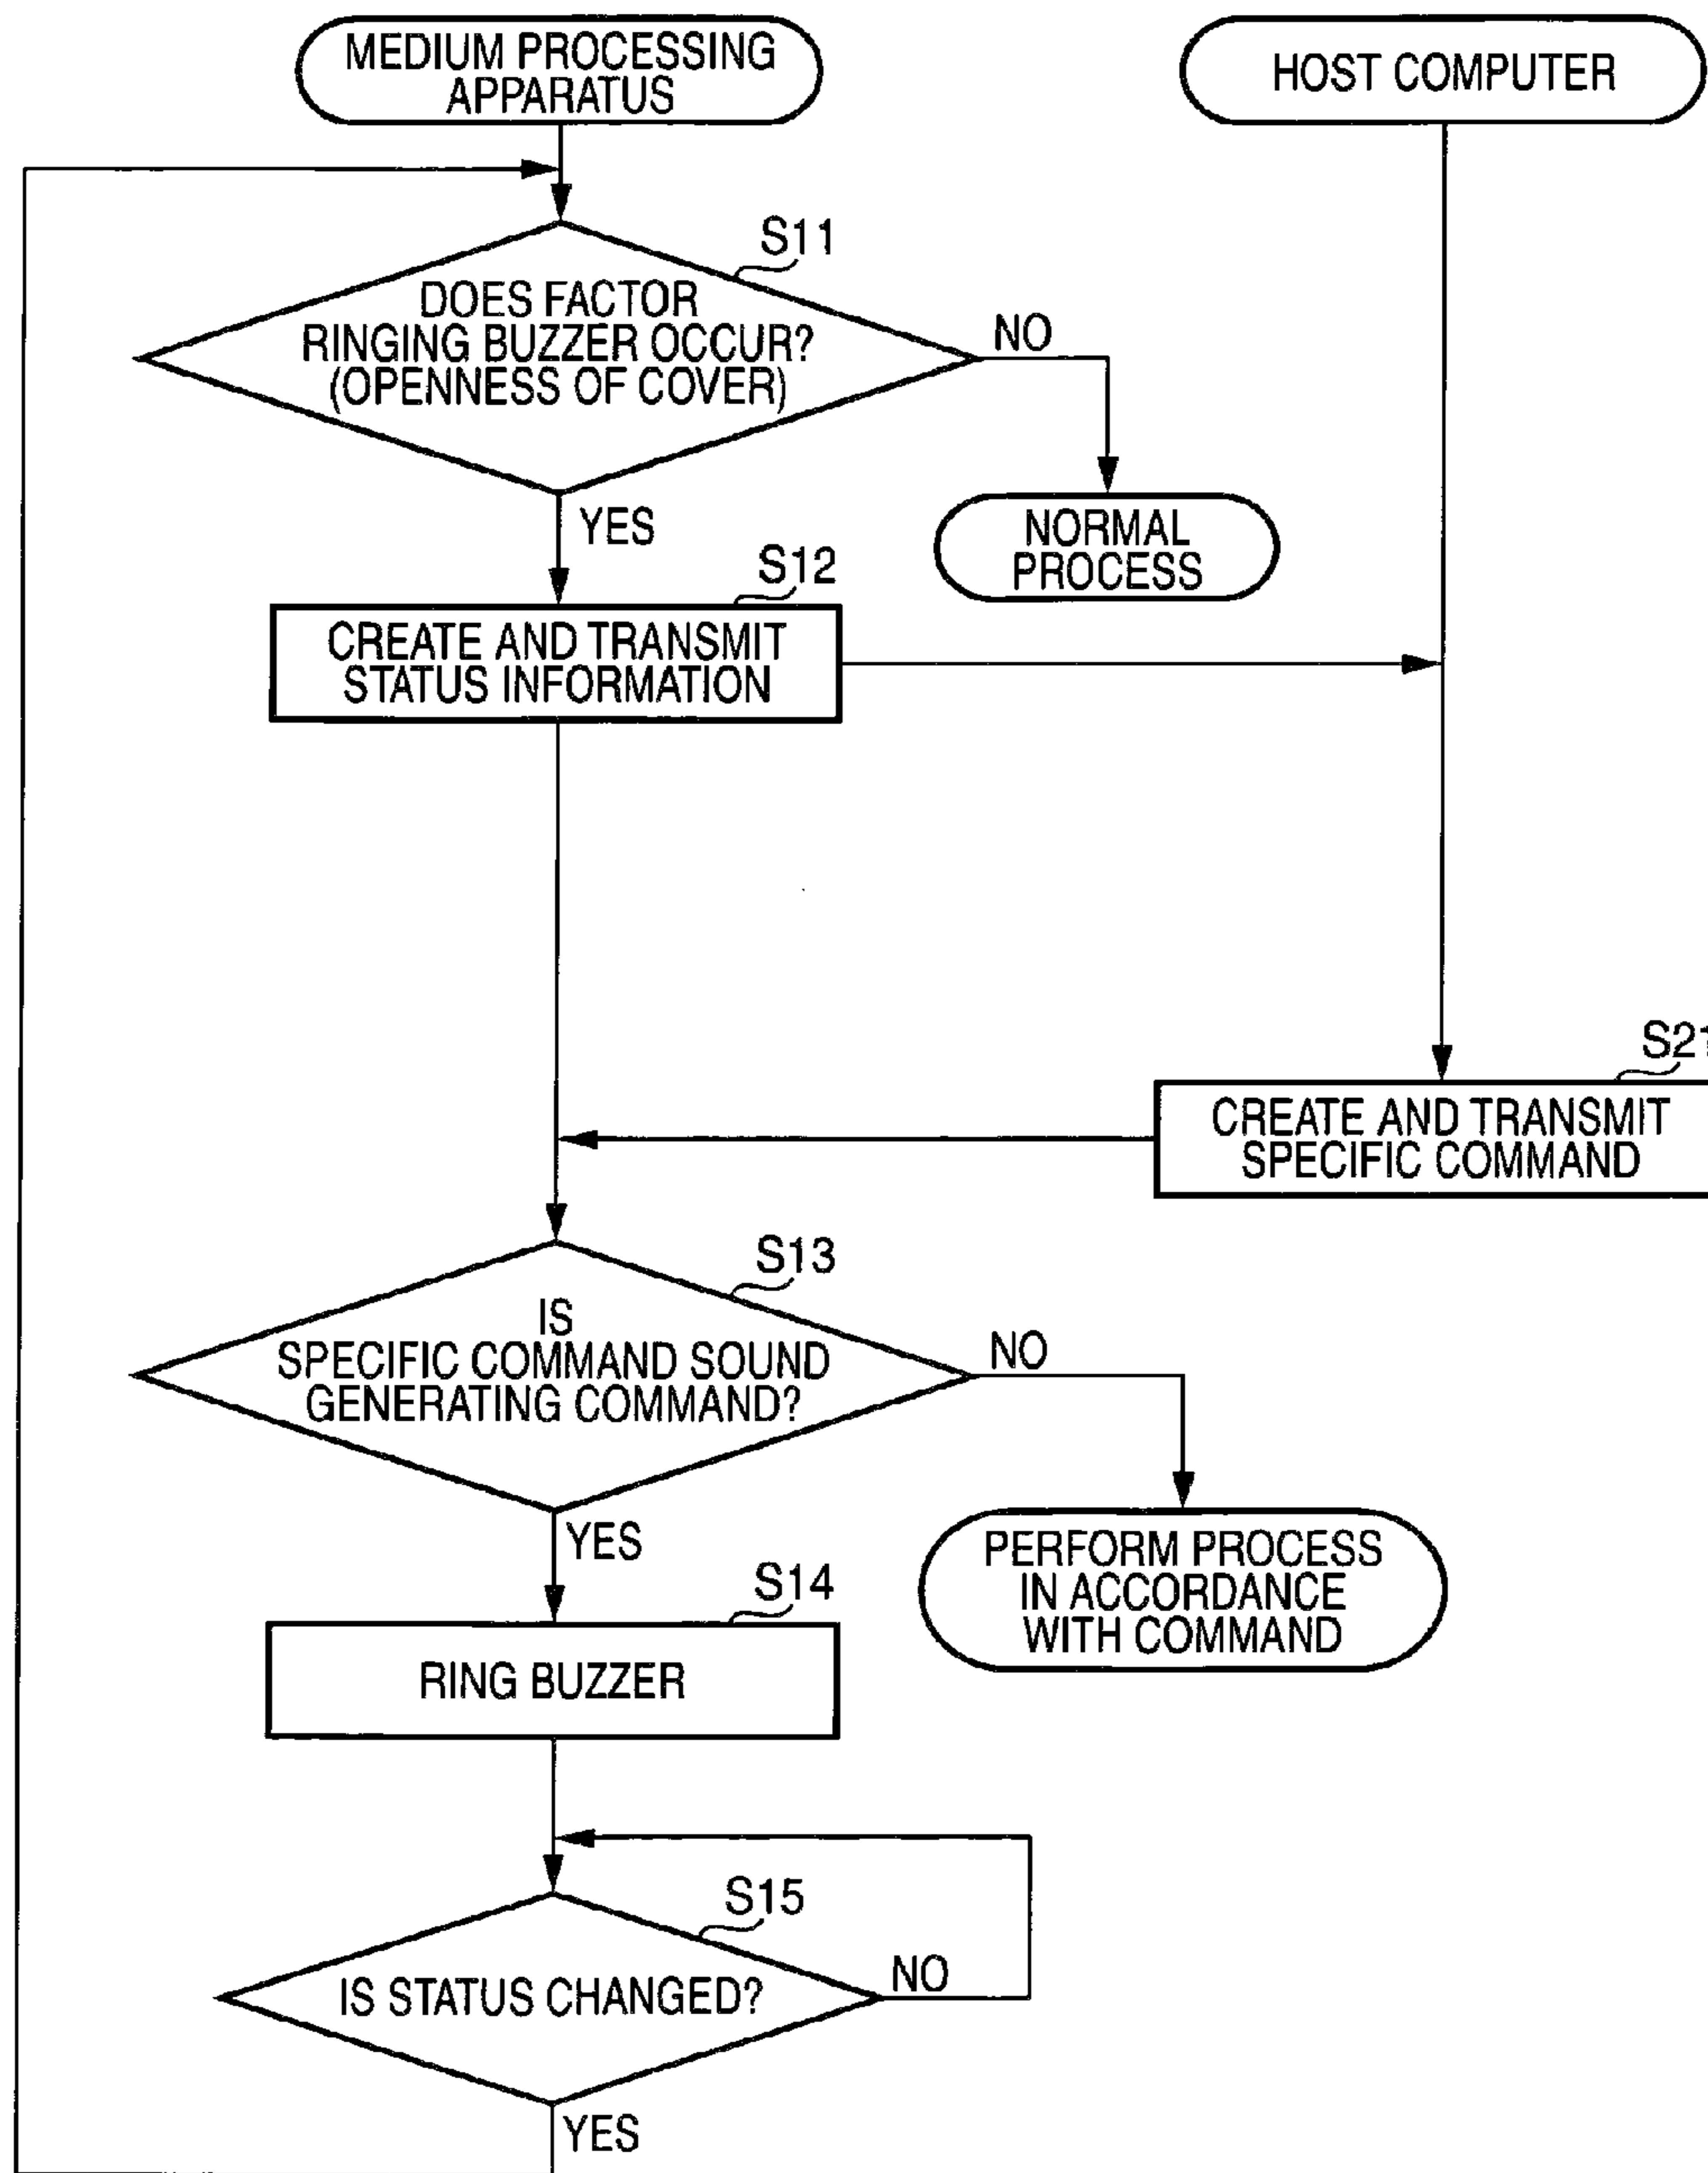 MEDIUM PROCESSING
APPARATUS
HOST COMPUTER
S11
DOES FACTOR
RINGING BUZZER OCCUR?
(OPENNESS OF COVER)
NO
YES
NORMAL
PROCESS
S12
CREATE AND TRANSMIT
STATUS INFORMATION
S21
CREATE AND TRANSMIT
SPECIFIC COMMAND
S13
IS
SPECIFIC COMMAND SOUND
GENERATING COMMAND?
NO
YES
PERFORM PROCESS
IN ACCORDANCE
WITH COMMAND
S14
RING BUZZER
S15
IS STATUS CHANGED?
NO
YES